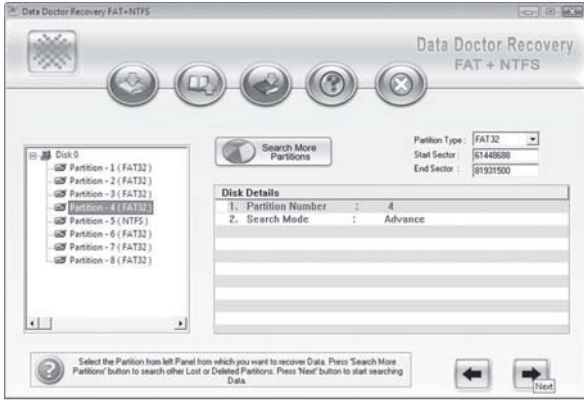 Data Doctor Recovery FAT+NTFS
Data Doctor Recovery
FAT + NTFS
Disk:0
Partition - 1 ( FAT32 )
Partition - 2 ( FAT32 )
Partition - 3 ( FAT32 )
Partition - 4 ( FAT32 )
Partition - 5 ( NTFS )
Partition - 6 ( FAT32 )
Partition - 7 ( FAT32 )
Partition - 8 ( FAT32 )
Search More
Partitions
Partition Type : FAT32
Start Sector : 61448688
End Sector : 81931500
Disk Details
1. Partition Number : 4
2. Search Mode : Advance
Select the Partition from left Panel from which you want to recover Data. Press 'Search More
Partitions' button to search other Lost or Deleted Partitions. Press 'Next' button to start searching
Data.
Next